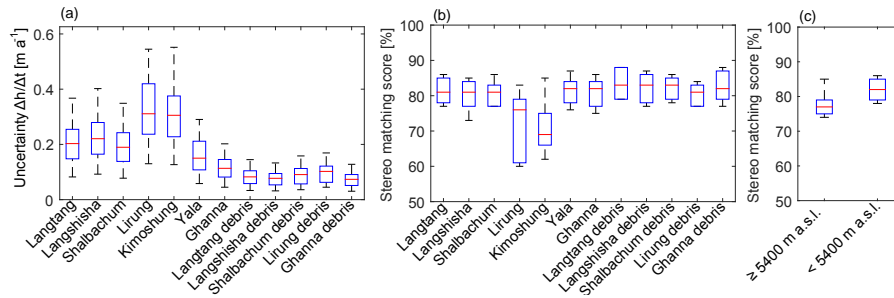 (a)
Uncertainty Δh/Δt [m a⁻¹]
0.6
0.4
0.2
0
Langtang
Langshisha
Shalbachum
Lirung
Kimoshung
Yala
Ghanna
Langtang debris
Langshisha debris
Shalbachum debris
Lirung debris
Ghanna debris
(b)
Stereo matching score [%]
100
90
80
70
60
50
Langtang
Langshisha
Shalbachum
Lirung
Kimoshung
Yala
Ghanna
Langtang debris
Langshisha debris
Shalbachum debris
Lirung debris
Ghanna debris
(c)
Stereo matching score [%]
100
90
80
70
60
50
≥ 5400 m a.s.l.
< 5400 m a.s.l.